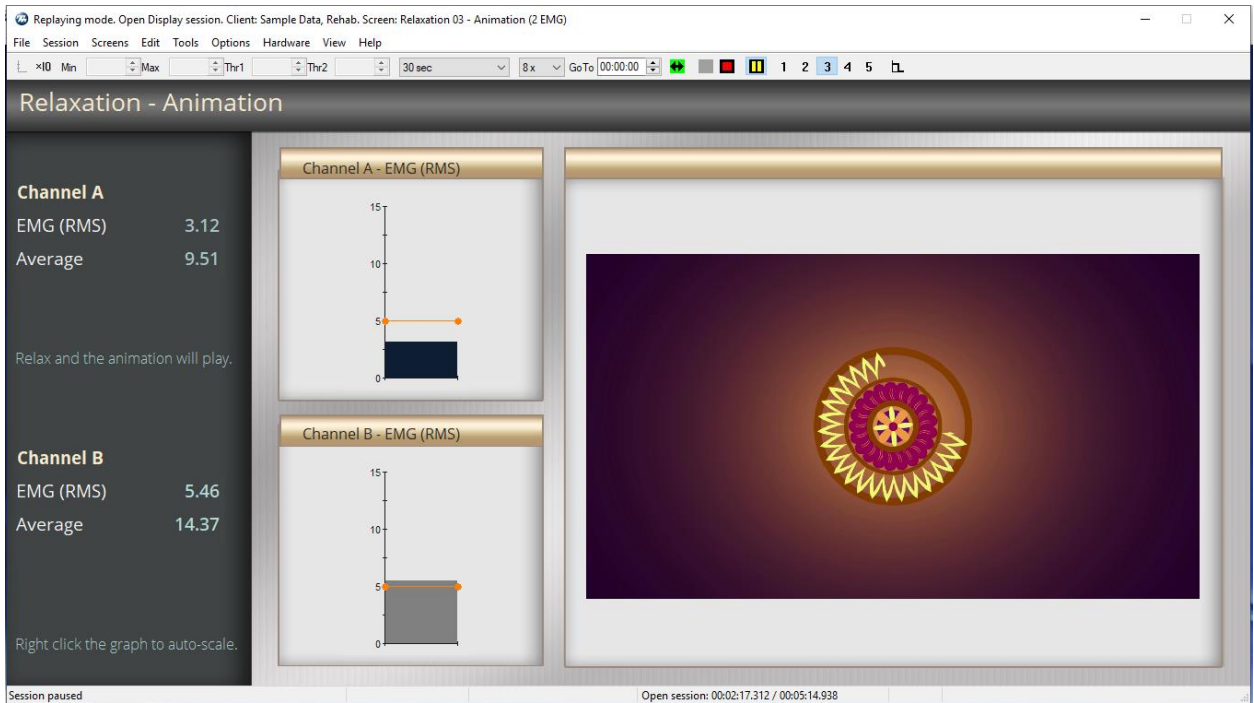 Replaying mode. Open Display session. Client: Sample Data, Rehab. Screen: Relaxation 03 - Animation (2 EMG)
File Session Screens Edit Tools Options Hardware View Help
×10 Min Max Thr1 Thr2 30 sec 8 x GoTo 00:00:00 1 2 3 4 5
Relaxation - Animation
Channel A
EMG (RMS) 3.12
Average 9.51
Relax and the animation will play.
Channel B
EMG (RMS) 5.46
Average 14.37
Right click the graph to auto-scale.
Channel A - EMG (RMS)
15
10
5
0
Channel B - EMG (RMS)
15
10
5
0
Session paused
Open session: 00:02:17.312 / 00:05:14.938